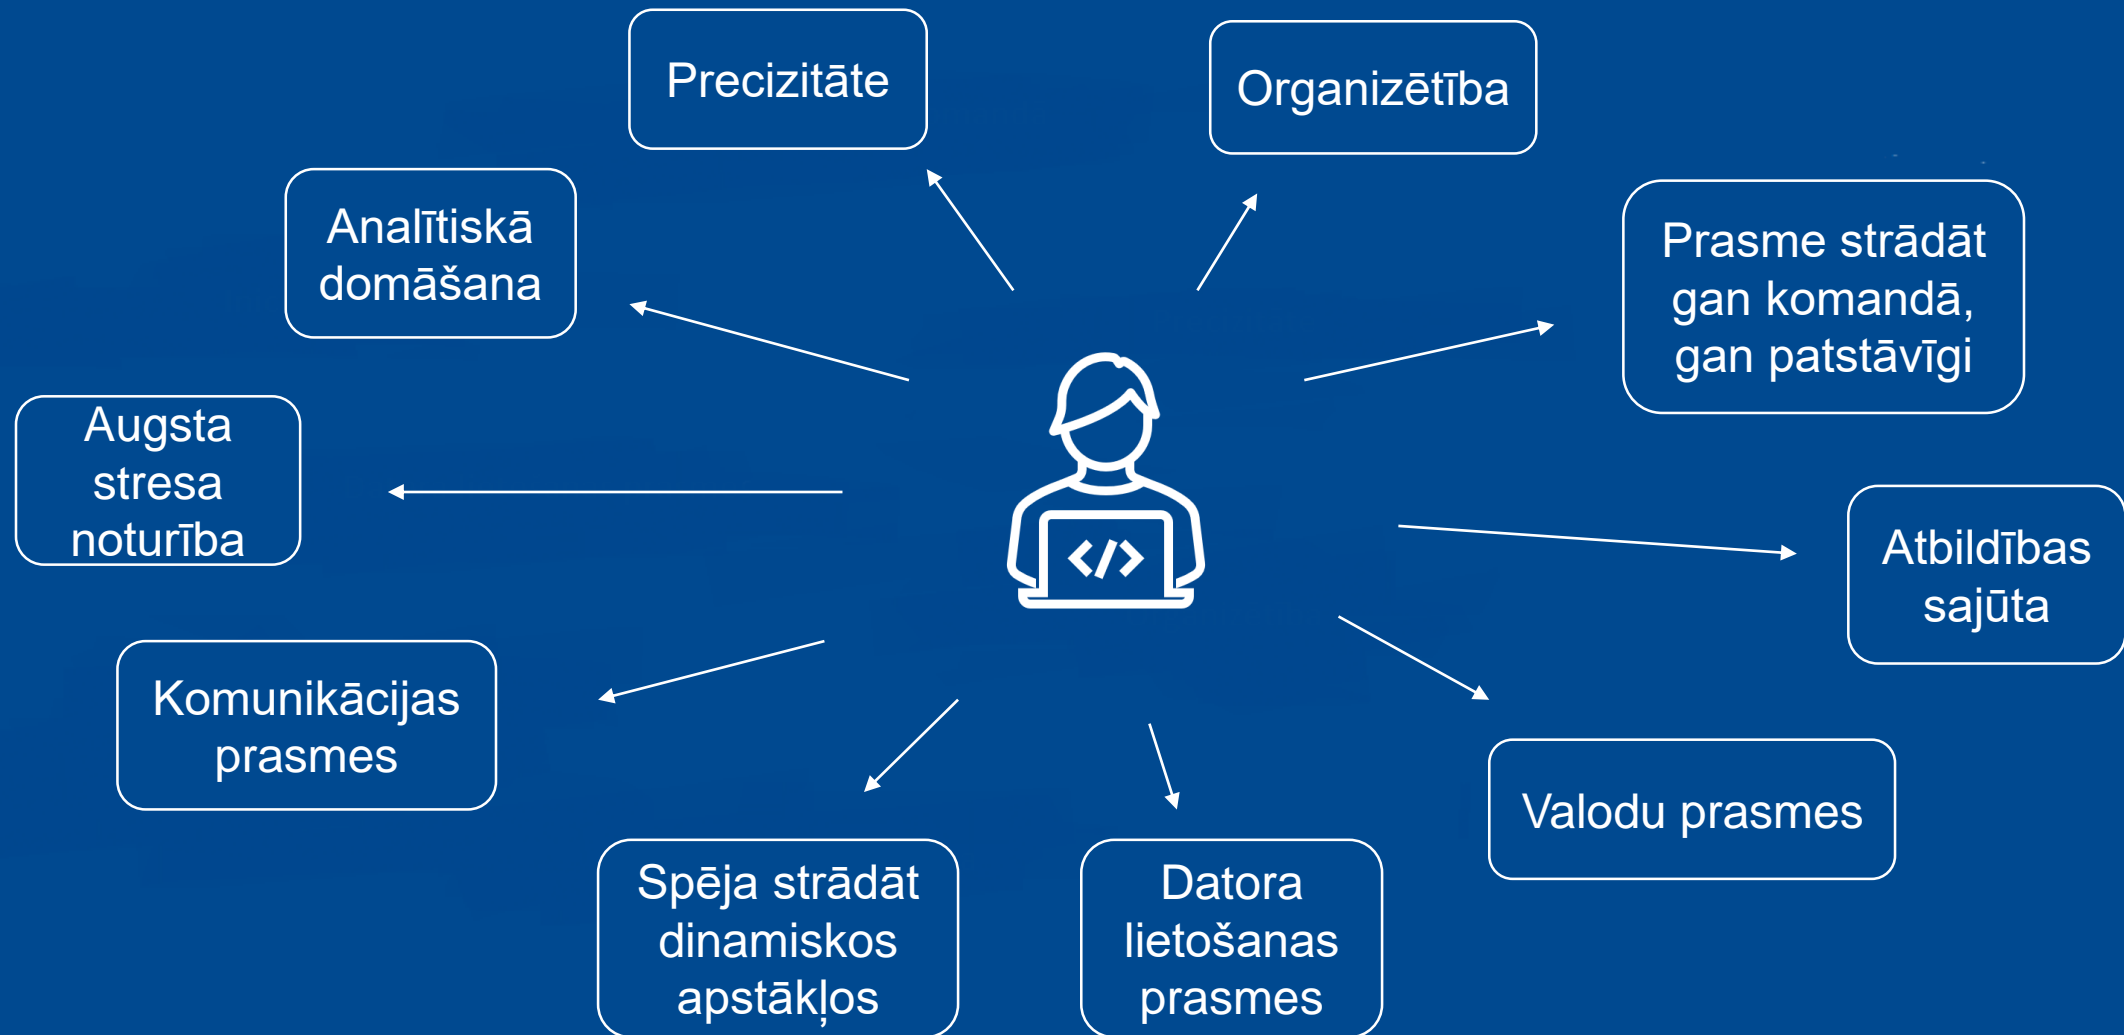 Precizitāte
Organizētība
Analītiskā
domāšana
Prasme strādāt
gan komandā,
gan patstāvīgi
Augsta
stresa
noturība
</>
Atbildības
sajūta
Komunikācijas
prasmes
Valodu prasmes
Spēja strādāt
dinamiskos
apstākļos
Datora
lietošanas
prasmes